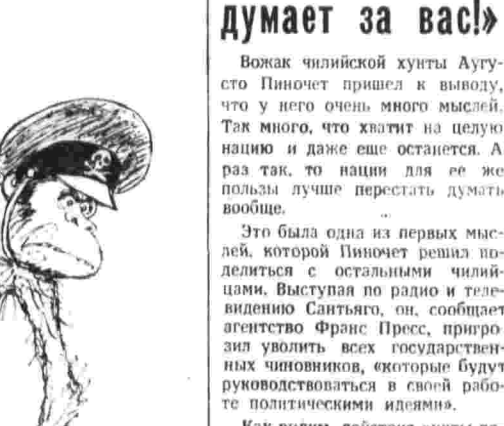 думает за вас!»
Вожак чилийской хунты Аугу-
сто Пиночет пришел к выводу,
что у него очень много мыслей.
Так много, что хватит на целую
нацию и даже еще останется. А
раз так, то нации для ее же
пользы лучше перестать думать
вообще.
Это была одна из первых мыс-
лей, которой Пиночет решил по-
делиться с остальными чилий-
цами. Выступая по радио и теле-
видению Сантьяго, он, сообщает
агентство Франс Пресс, пригро-
зил уволить всех государствен-
ных чиновников, «которые будут
руководствоваться в своей рабо-
те политическими идеями».
Как видим, действия хунты